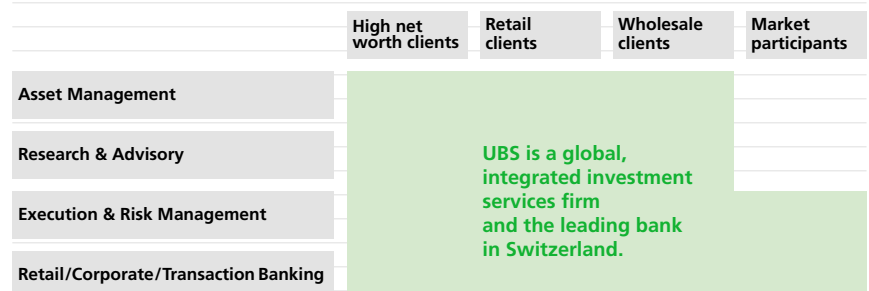 High net
worth clients
Retail
clients
Wholesale
clients
Market
participants
Asset Management
Research & Advisory
Execution & Risk Management
Retail/Corporate/Transaction Banking
UBS is a global,
integrated investment
services firm
and the leading bank
in Switzerland.